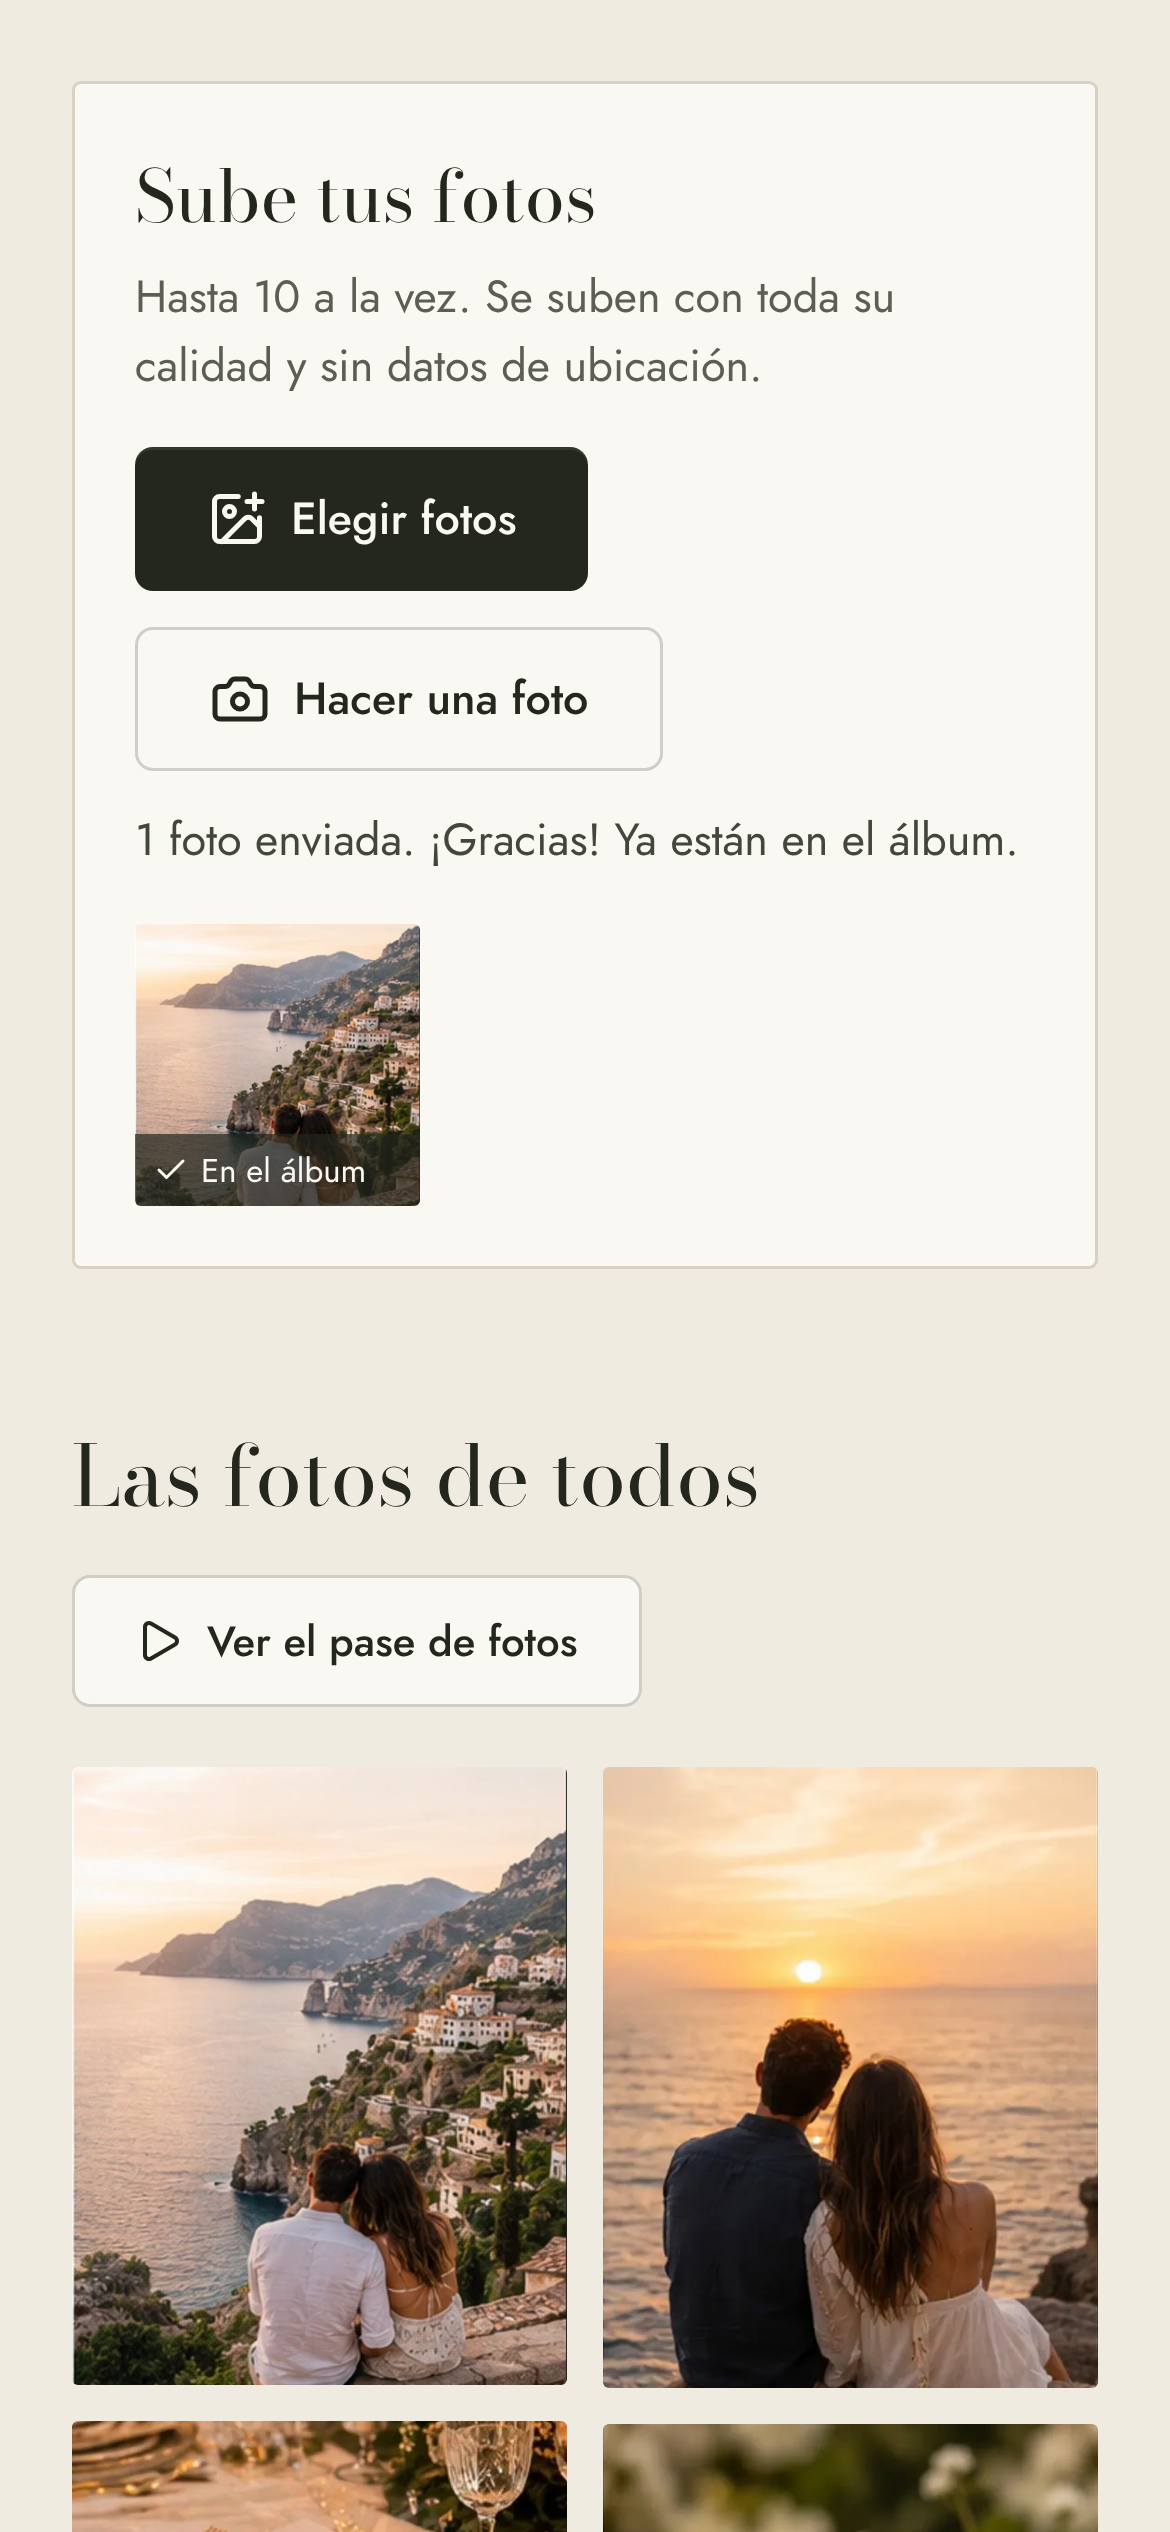 Sube tus fotos
Hasta 10 a la vez. Se suben con toda su
calidad y sin datos de ubicación.
Elegir fotos
Hacer una foto
1 foto enviada. ¡Gracias! Ya están en el álbum.
En el álbum
Las fotos de todos
Ver el pase de fotos